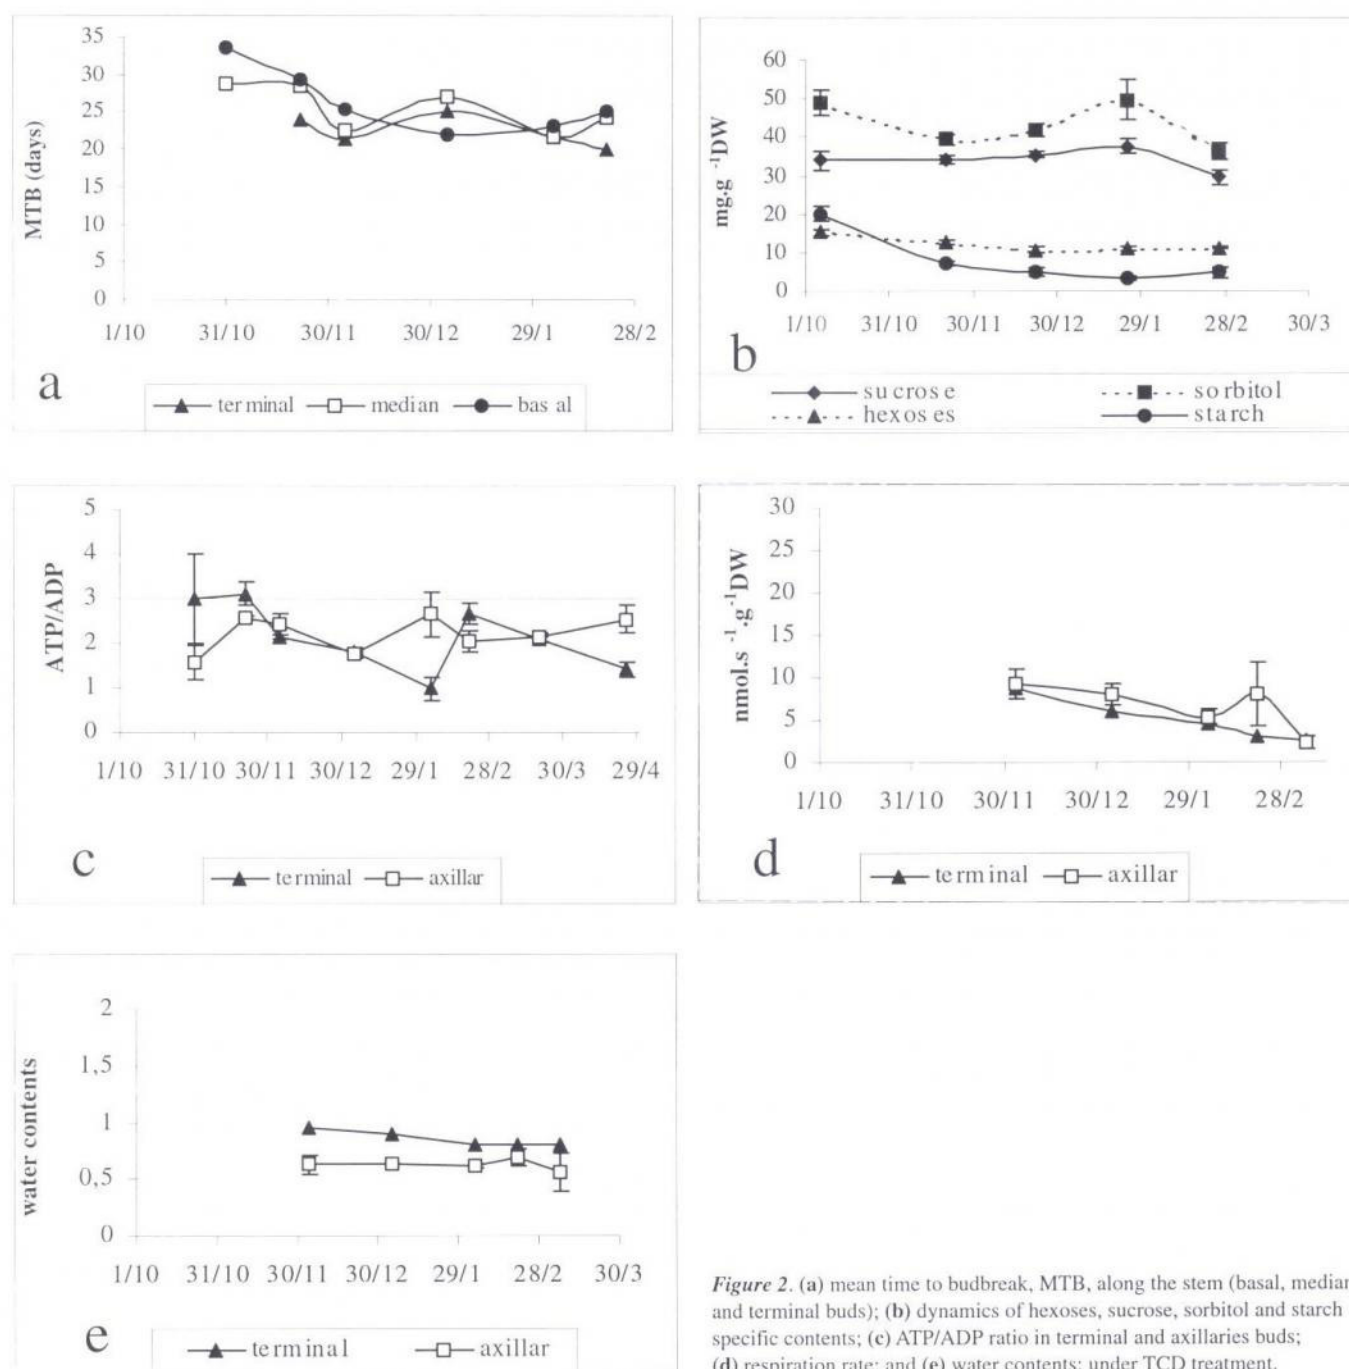 35
30
25
20
15
10
5
0
MTB (days)
1/10 31/10 30/11 30/12 29/1 28/2
a
terminal median basal
60
50
40
30
20
10
0
mg.g -1DW
1/10 31/10 30/11 30/12 29/1 28/2 30/3
b
sucrose sorbitol
hexoses starch
5
4
3
2
1
0
ATP/ADP
1/10 31/10 30/11 30/12 29/1 28/2 30/3 29/4
c
terminal axillar
30
25
20
15
10
5
0
nmol.s -1.g-1DW
1/10 31/10 30/11 30/12 29/1 28/2
d
terminal axillar
2
1,5
1
0,5
0
water contents
1/10 31/10 30/11 30/12 29/1 28/2 30/3
e
terminal axillar
Figure 2. (a) mean time to budbreak, MTB, along the stem (basal, median
and terminal buds); (b) dynamics of hexoses, sucrose, sorbitol and starch
specific contents; (c) ATP/ADP ratio in terminal and axillaries buds;
(d) respiration rate; and (e) water contents; under TCD treatment.